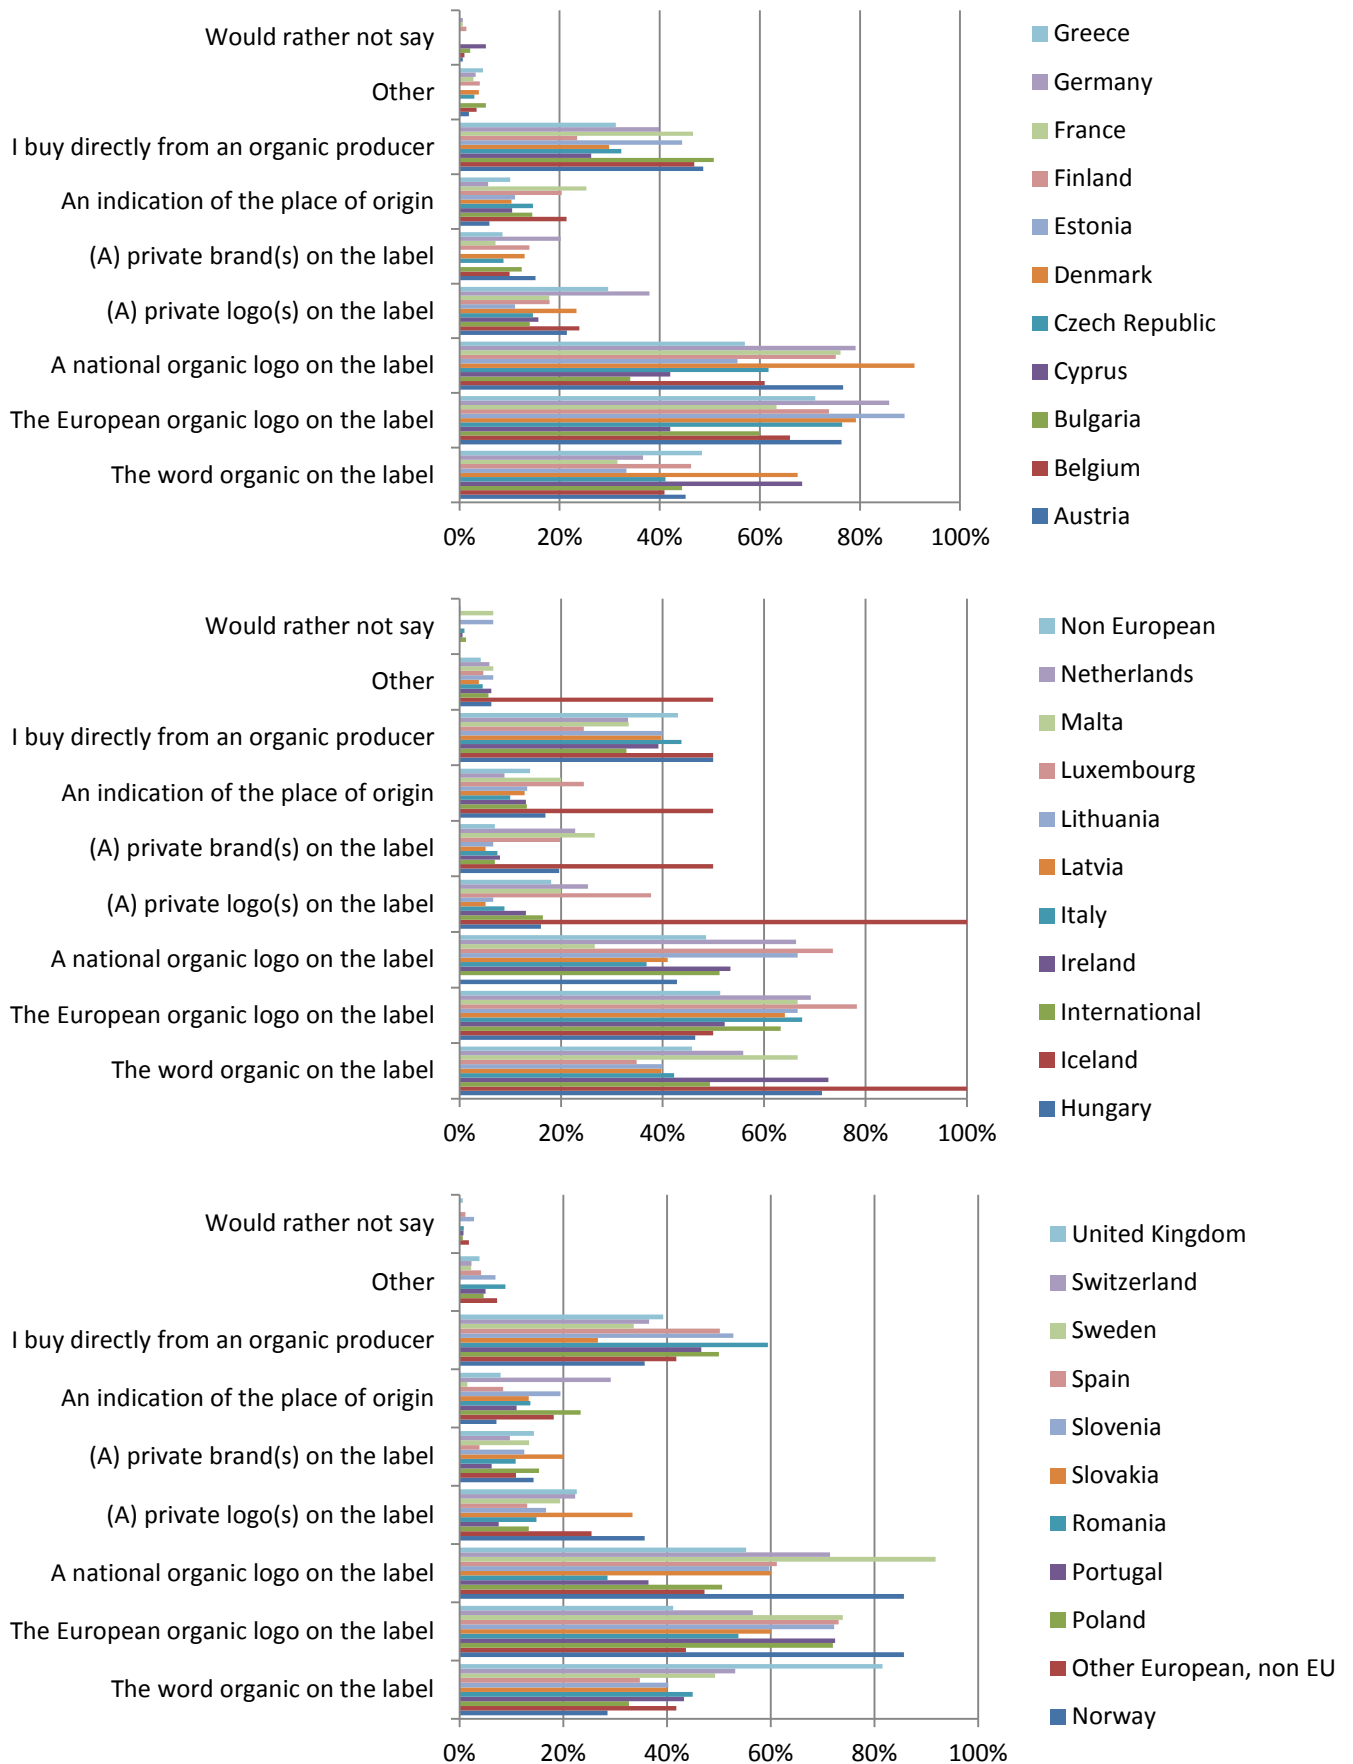 Would rather not say
Other
I buy directly from an organic producer
An indication of the place of origin
(A) private brand(s) on the label
(A) private logo(s) on the label
A national organic logo on the label
The European organic logo on the label
The word organic on the label
0% 20% 40% 60% 80% 100%
Greece
Germany
France
Finland
Estonia
Denmark
Czech Republic
Cyprus
Bulgaria
Belgium
Austria
Would rather not say
Other
I buy directly from an organic producer
An indication of the place of origin
(A) private brand(s) on the label
(A) private logo(s) on the label
A national organic logo on the label
The European organic logo on the label
The word organic on the label
0% 20% 40% 60% 80% 100%
Non European
Netherlands
Malta
Luxembourg
Lithuania
Latvia
Italy
Ireland
International
Iceland
Hungary
Would rather not say
Other
I buy directly from an organic producer
An indication of the place of origin
(A) private brand(s) on the label
(A) private logo(s) on the label
A national organic logo on the label
The European organic logo on the label
The word organic on the label
0% 20% 40% 60% 80% 100%
United Kingdom
Switzerland
Sweden
Spain
Slovenia
Slovakia
Romania
Portugal
Poland
Other European, non EU
Norway